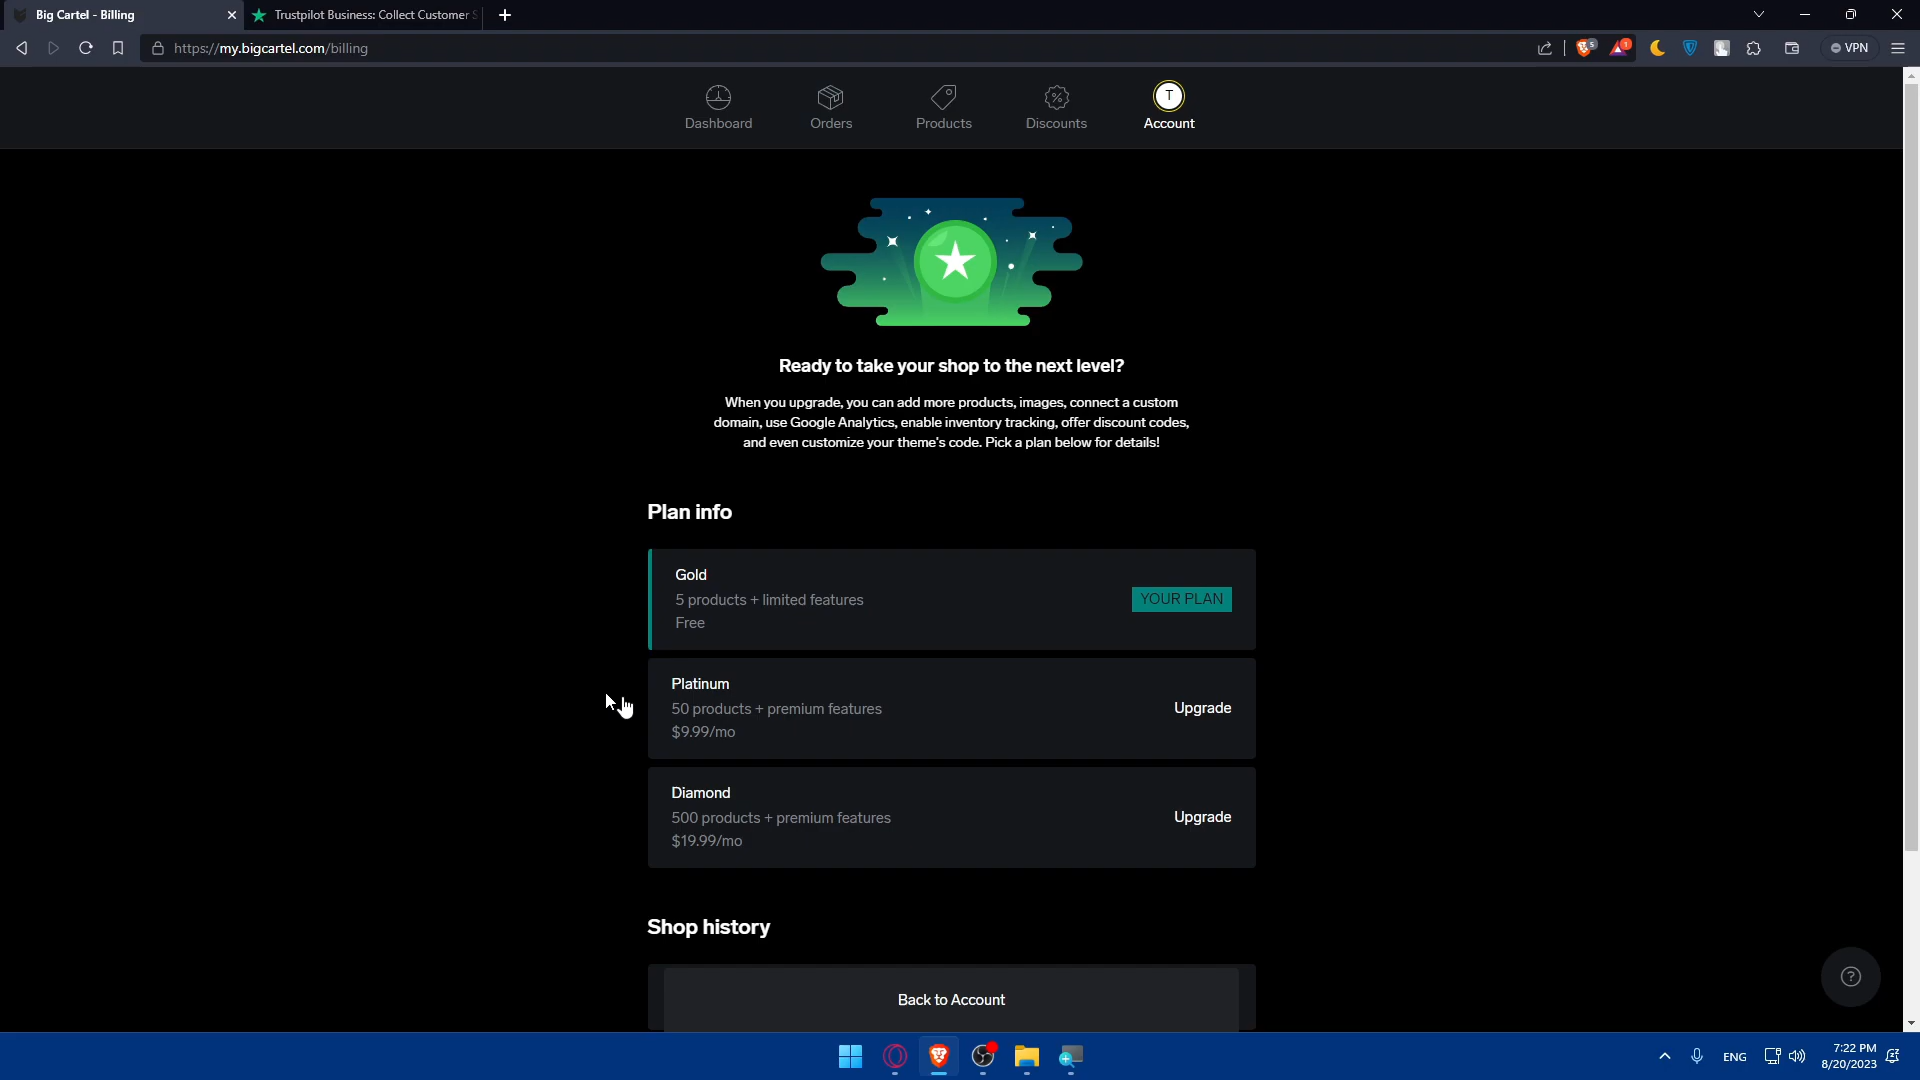 Big Cartel - Billing
Trustpilot Business: Collect Customer
https://my.bigcartel.com/billing
5
1
VPN
Dashboard
Orders
Products
Discounts
T
Account
Ready to take your shop to the next level?
When you upgrade, you can add more products, images, connect a custom
domain, use Google Analytics, enable inventory tracking, offer discount codes,
and even customize your theme's code. Pick a plan below for details!
Plan info
Gold
5 products + limited features
Free
YOUR PLAN
Platinum
50 products + premium features
$9.99/mo
Upgrade
Diamond
500 products + premium features
$19.99/mo
Upgrade
Shop history
Back to Account
ENG
7:22 PM
8/20/2023